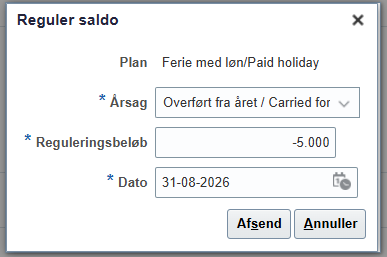 Reguler saldo
Plan Ferie med løn/Paid holiday
* Årsag Overført fra året / Carried for
* Reguleringsbeløb -5.000
* Dato 31-08-2026
Afsend Annuller